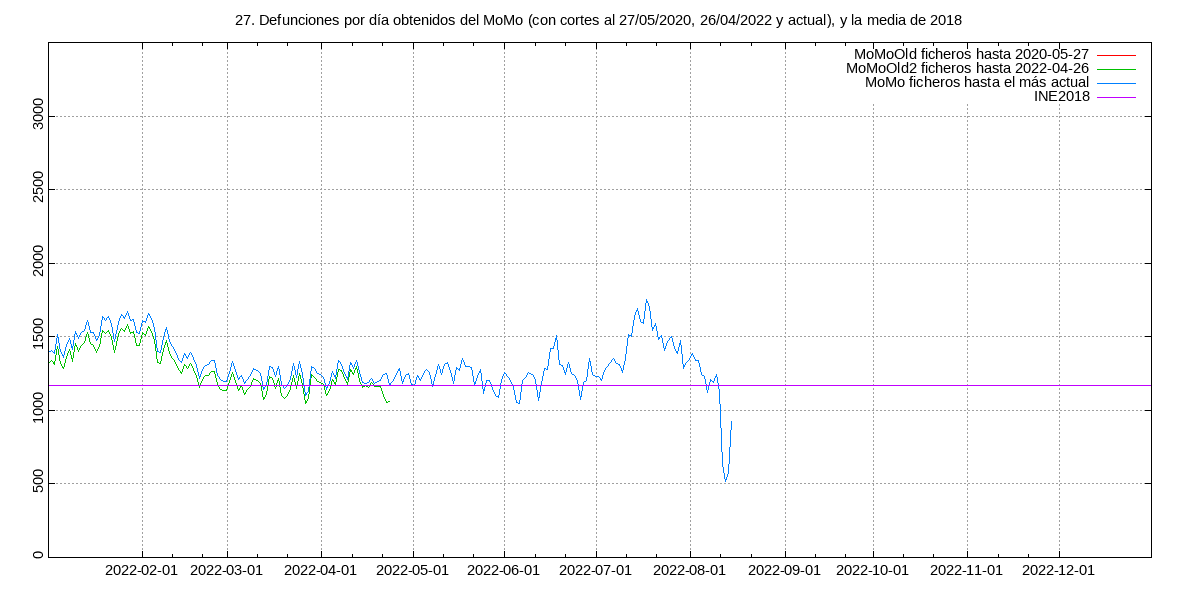 27. Defunciones por día obtenidos del MoMo (con cortes al 27/05/2020, 26/04/2022 y actual), y la media de 2018
MoMoOld ficheros hasta 2020-05-27
MoMoOld2 ficheros hasta 2022-04-26
MoMo ficheros hasta el más actual
INE2018
3000
2500
2000
1500
1000
500
0
2022-02-01 2022-03-01 2022-04-01 2022-05-01 2022-06-01 2022-07-01 2022-08-01 2022-09-01 2022-10-01 2022-11-01 2022-12-01